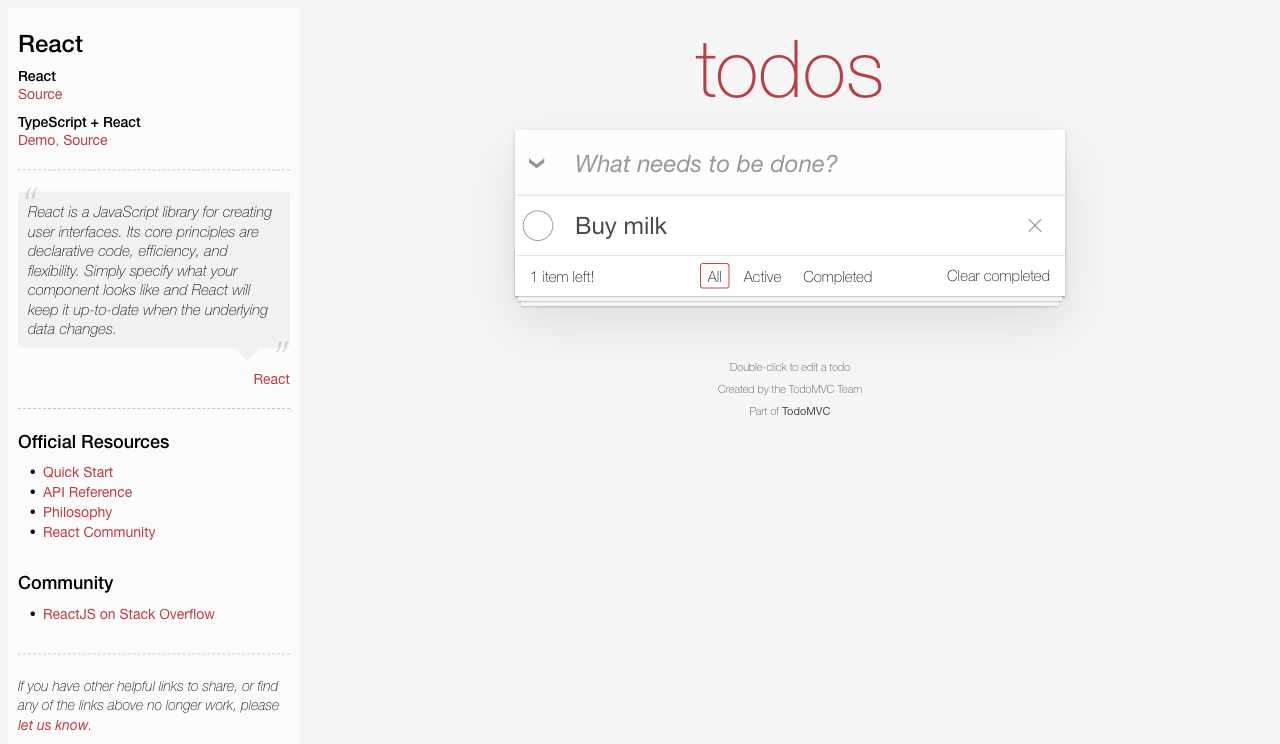 React
React
Source
TypeScript + React
Demo, Source
“
React is a JavaScript library for creating
user interfaces. Its core principles are
declarative code, efficiency, and
flexibility. Simply specify what your
component looks like and React will
keep it up-to-date when the underlying
data changes.
”
React
Official Resources
• Quick Start
• API Reference
• Philosophy
• React Community
Community
• ReactJS on Stack Overflow
If you have other helpful links to share, or find
any of the links above no longer work, please
let us know.
todos
What needs to be done?
Buy milk
1 item left! All Active Completed Clear completed
Double-click to edit a todo
Created by the TodoMVC Team
Part of TodoMVC